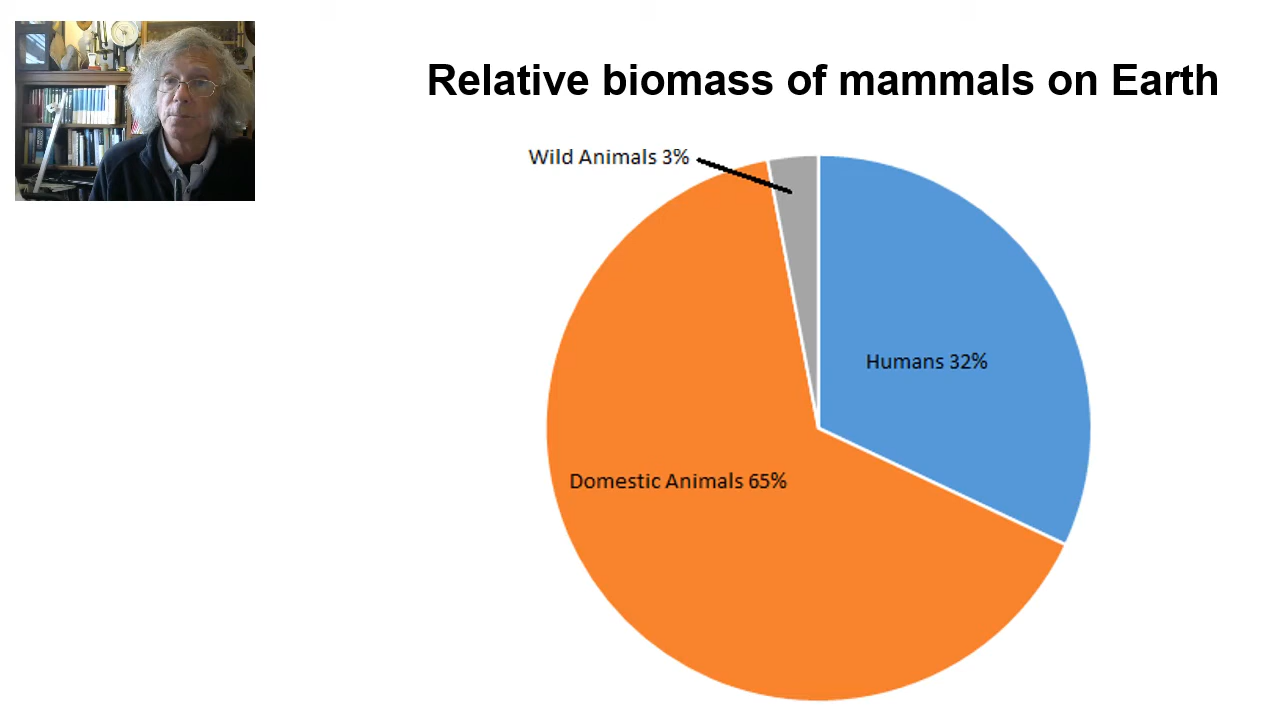 Relative biomass of mammals on Earth
Wild Animals 3%
Humans 32%
Domestic Animals 65%